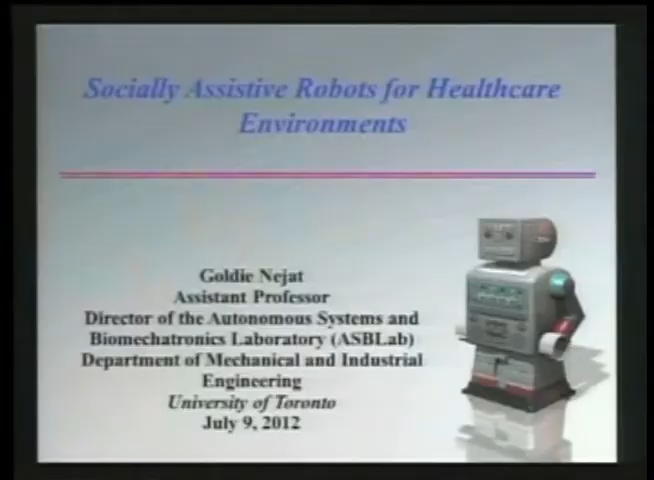 Socially Assistive Robots for Healthcare
Environments
Goldie Nejat
Assistant Professor
Director of the Autonomous Systems and
Biomechatronics Laboratory (ASBLab)
Department of Mechanical and Industrial
Engineering
University of Toronto
July 9, 2012